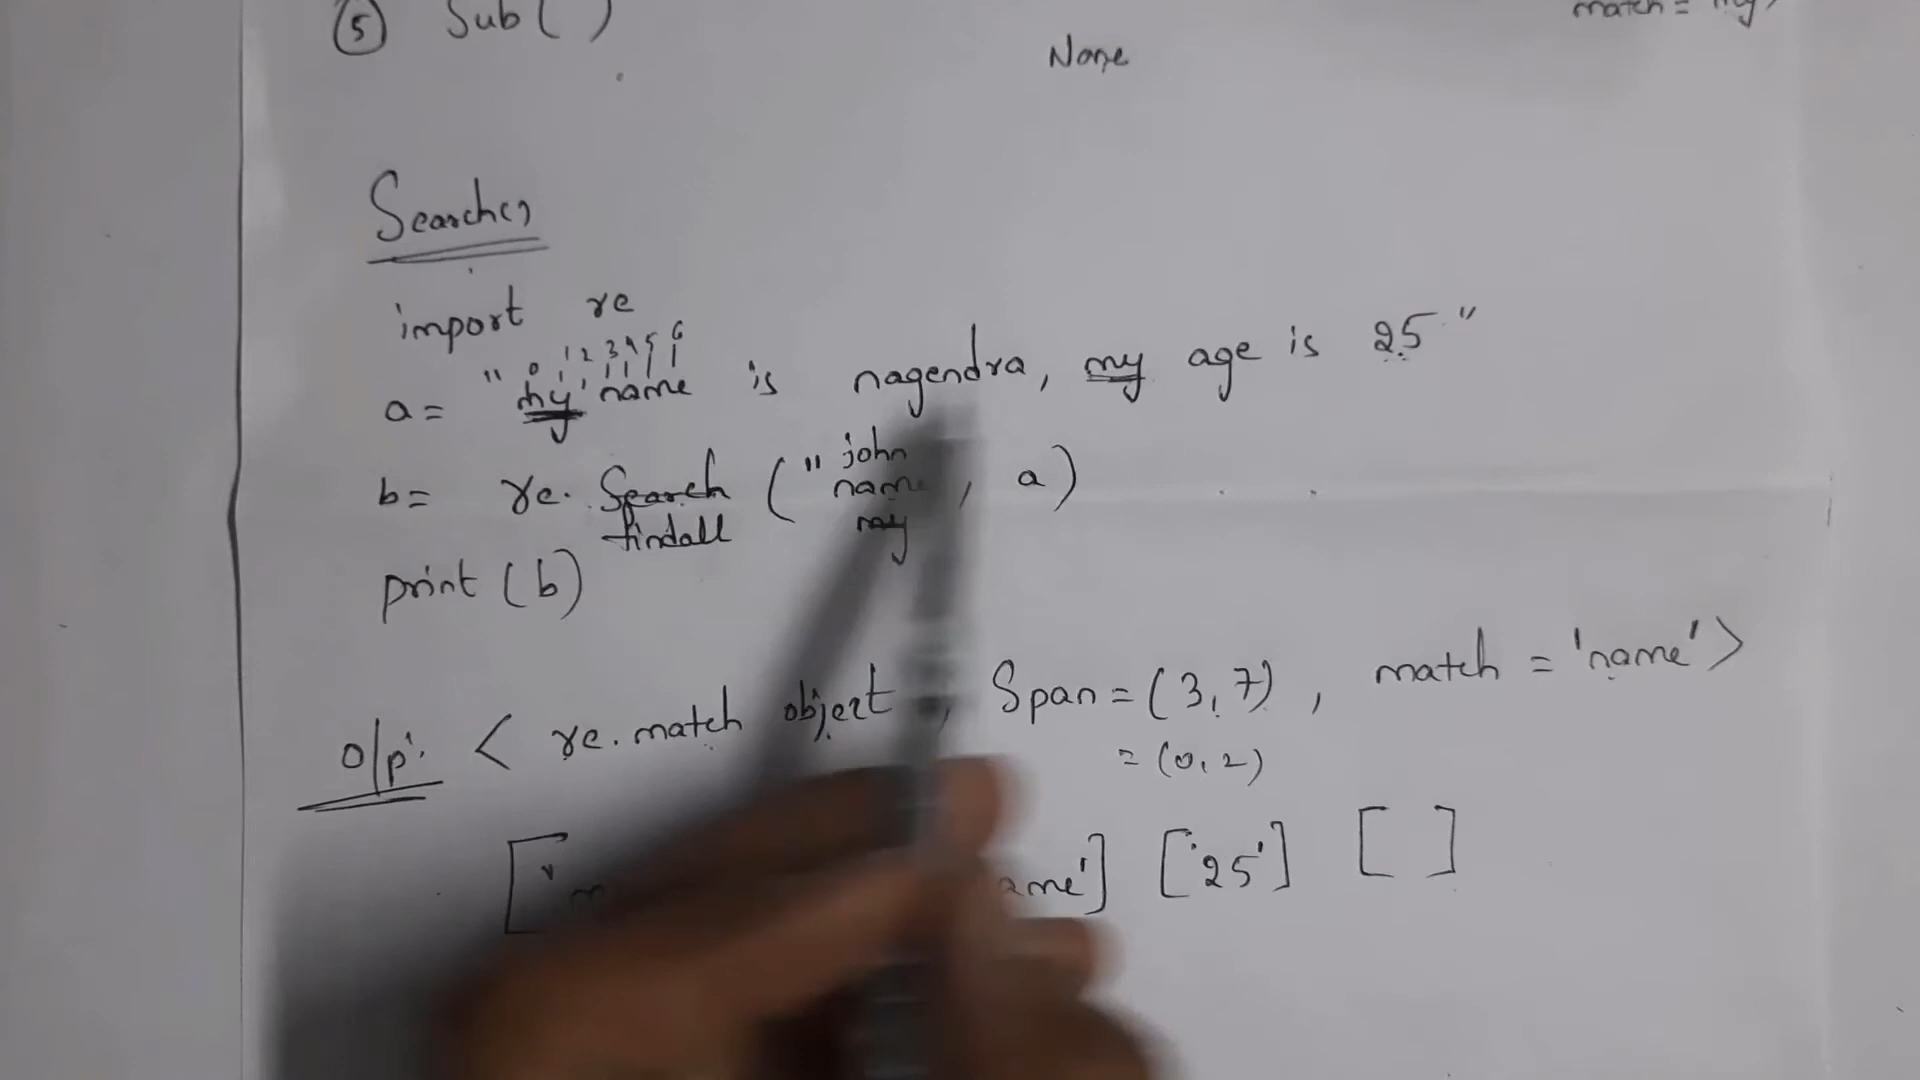 5 Sub ( )
match = my
None
Search()
import re
0 1 2 3 4 5 6
a = " my name is nagendra, my age is 25 "
john
b = re. Search ( " name , a )
findall my
print ( b )
o/p: < re. match object , Span = ( 3, 7 ) , match = 'name' >
= (0, 2)
[ ' ame' ] [ '25' ] [ ]